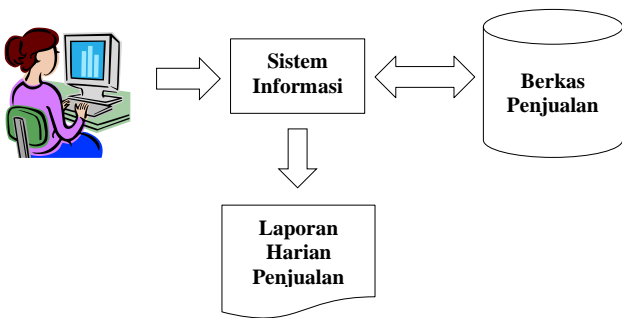 Sistem
Informasi
Berkas
Penjualan
Laporan
Harian
Penjualan